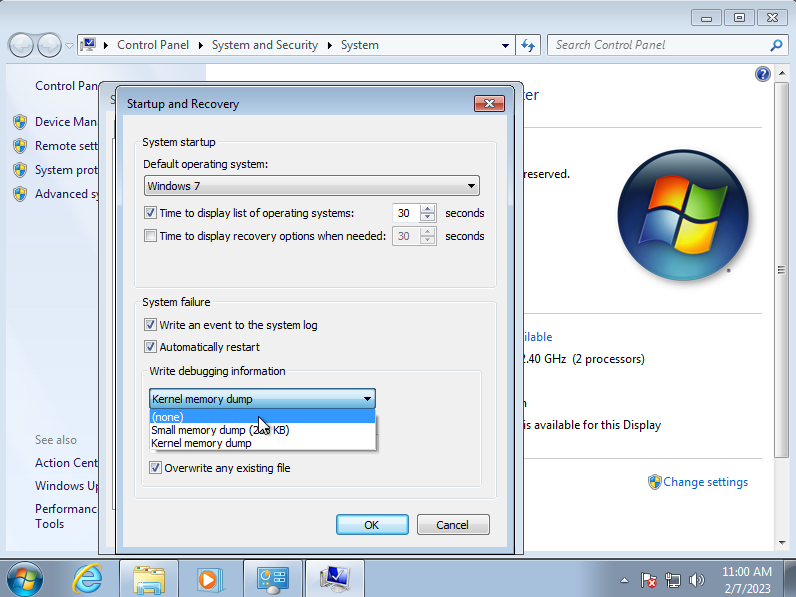 Control Panel
System and Security
System
Search Control Panel
Control Pan
Device Man
Remote sett
System prot
Advanced sy
See also
Action Cent
Windows Up
Performanc
Tools
S
ter
reserved.
ilable
2.40 GHz (2 processors)
n
is available for this Display
Change settings
Startup and Recovery
System startup
Default operating system:
Windows 7
Time to display list of operating systems:
30
seconds
Time to display recovery options when needed:
30
seconds
System failure
Write an event to the system log
Automatically restart
Write debugging information
Kernel memory dump
(none)
Small memory dump (2 KB)
Kernel memory dump
Overwrite any existing file
OK
Cancel
11:00 AM
2/7/2023